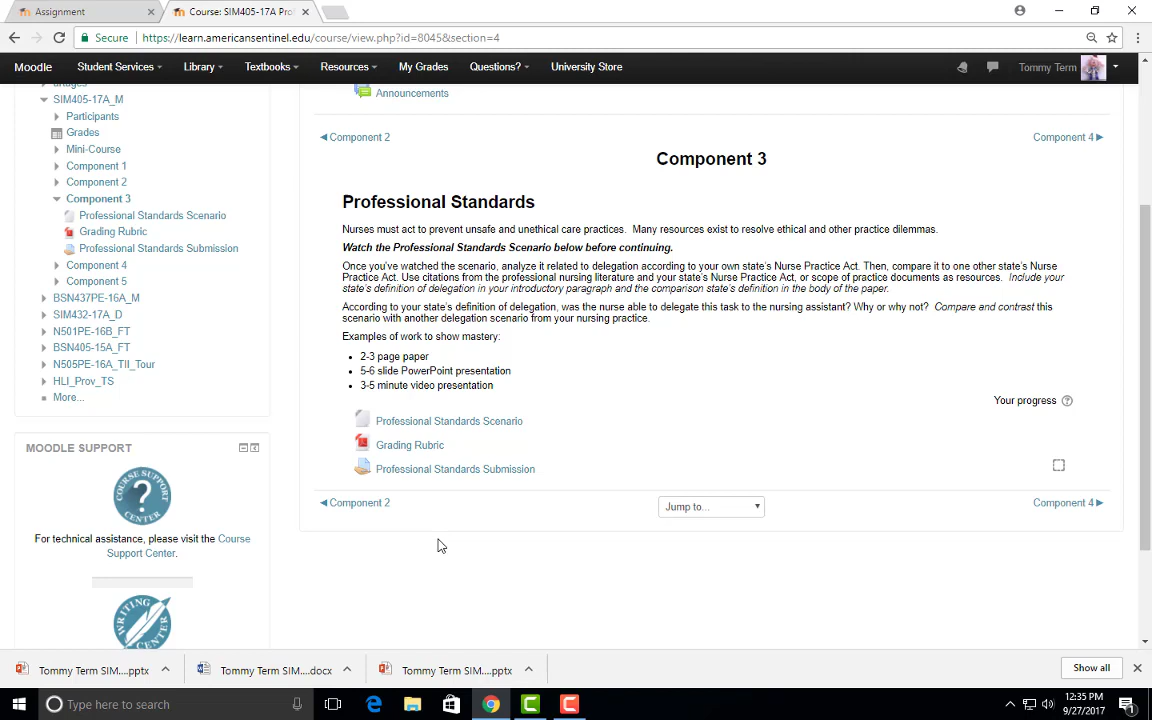 Assignment
Course: SIM405-17A Pro
Secure
https://learn.americansentinel.edu/course/view.php?id=8045&section=4
Moodle
Student Services
Library
Textbooks
Resources
My Grades
Questions?
University Store
Tommy Term
SIM405-17A_M
Participants
Grades
Mini-Course
Component 1
Component 2
Component 3
Professional Standards Scenario
Grading Rubric
Professional Standards Submission
Component 4
Component 5
BSN437PE-16A_M
SIM432-17A_D
N501PE-16B_FT
BSN405-15A_FT
N505PE-16A_TII_Tour
HLI_Prov_TS
More...
MOODLE SUPPORT
COURSE SUPPORT
CENTER
For technical assistance, please visit the Course
Support Center.
WRITING CENTER
Announcements
Component 2
Component 4
Component 3
Professional Standards
Nurses must act to prevent unsafe and unethical care practices. Many resources exist to resolve ethical and other practice dilemmas.
Watch the Professional Standards Scenario below before continuing.
Once you've watched the scenario, analyze it related to delegation according to your own state's Nurse Practice Act. Then, compare it to one other state's Nurse
Practice Act. Use citations from the professional nursing literature and your state's Nurse Practice Act, or scope of practice documents as resources. Include your
state's definition of delegation in your introductory paragraph and the comparison state's definition in the body of the paper.
According to your state's definition of delegation, was the nurse able to delegate this task to the nursing assistant? Why or why not? Compare and contrast this
scenario with another delegation scenario from your nursing practice.
Examples of work to show mastery:
2-3 page paper
5-6 slide PowerPoint presentation
3-5 minute video presentation
Your progress
Professional Standards Scenario
Grading Rubric
Professional Standards Submission
Component 2
Jump to...
Component 4
Tommy Term SIM....pptx
Tommy Term SIM....docx
Tommy Term SIM....pptx
Show all
Type here to search
12:35 PM
9/27/2017
1